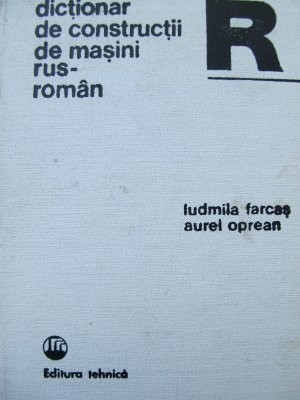 dicționar
de construcții
de mașini
rus-
român
R
ludmila farcaș
aurel oprean
Editura tehnică